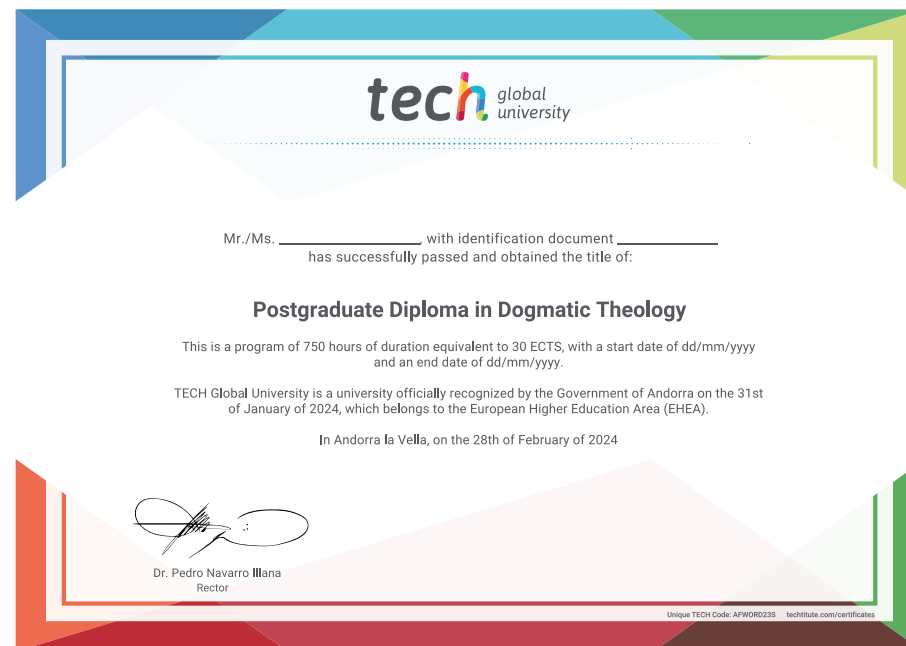 tech global university
Mr./Ms. ____________________, with identification document ______________
has successfully passed and obtained the title of:
Postgraduate Diploma in Dogmatic Theology
This is a program of 750 hours of duration equivalent to 30 ECTS, with a start date of dd/mm/yyyy
and an end date of dd/mm/yyyy.
TECH Global University is a university officially recognized by the Government of Andorra on the 31st
of January of 2024, which belongs to the European Higher Education Area (EHEA).
In Andorra la Vella, on the 28th of February of 2024
Dr. Pedro Navarro Illana
Rector
Unique TECH Code: AFWORD23S techtitute.com/certificates